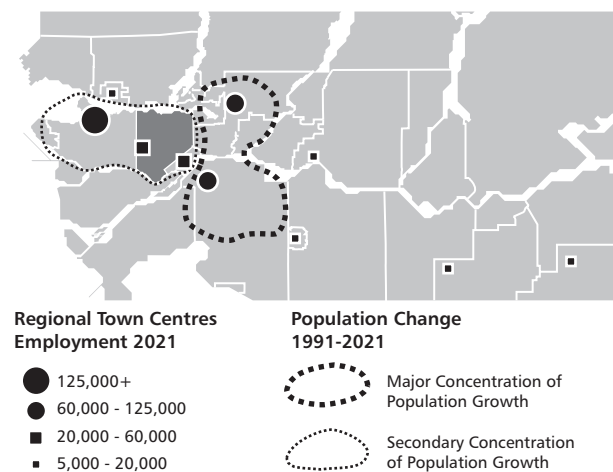 Regional Town Centres
Employment 2021
125,000+
60,000 - 125,000
20,000 - 60,000
5,000 - 20,000
Population Change
1991-2021
Major Concentration of
Population Growth
Secondary Concentration
of Population Growth